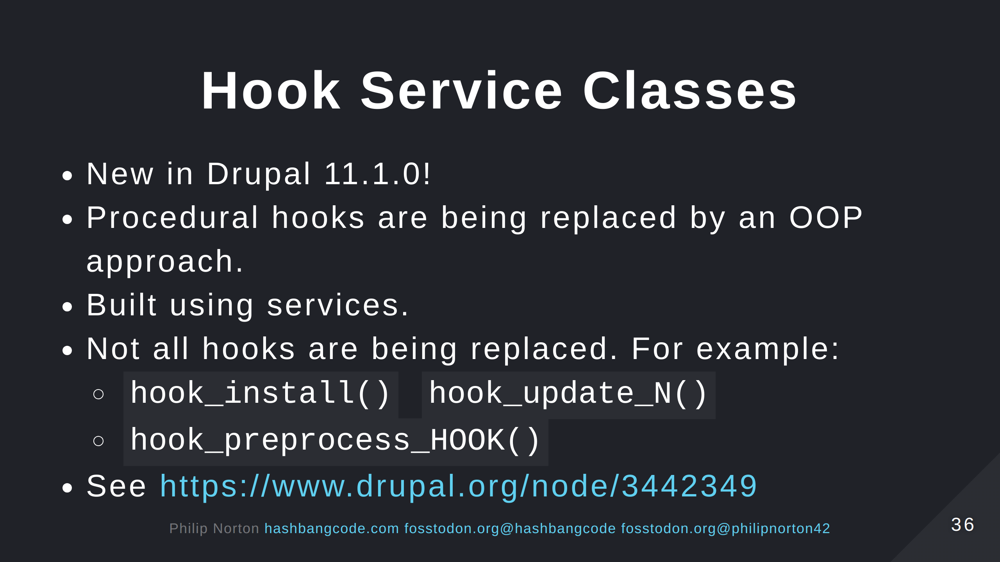 Hook Service Classes
New in Drupal 11.1.0!
Procedural hooks are being replaced by an OOP
approach.
Built using services.
Not all hooks are being replaced. For example:
hook_install() hook_update_N()
hook_preprocess_HOOK()
See https://www.drupal.org/node/3442349
Philip Norton hashbangcode.com fosstodon.org@hashbangcode fosstodon.org@philipnorton42
36